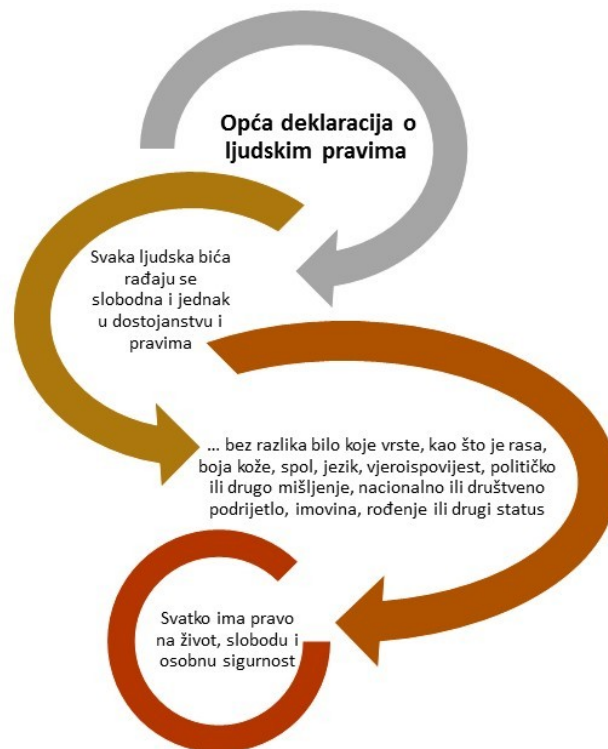 Opća deklaracija o
ljudskim pravima
Svaka ljudska bića
rađaju se
slobodna i jednak
u dostojanstvu i
pravima
... bez razlika bilo koje vrste, kao što je rasa,
boja kože, spol, jezik, vjeroispovijest, političko
ili drugo mišljenje, nacionalno ili društveno
podrijetlo, imovina, rođenje ili drugi status
Svatko ima pravo
na život, slobodu i
osobnu sigurnost